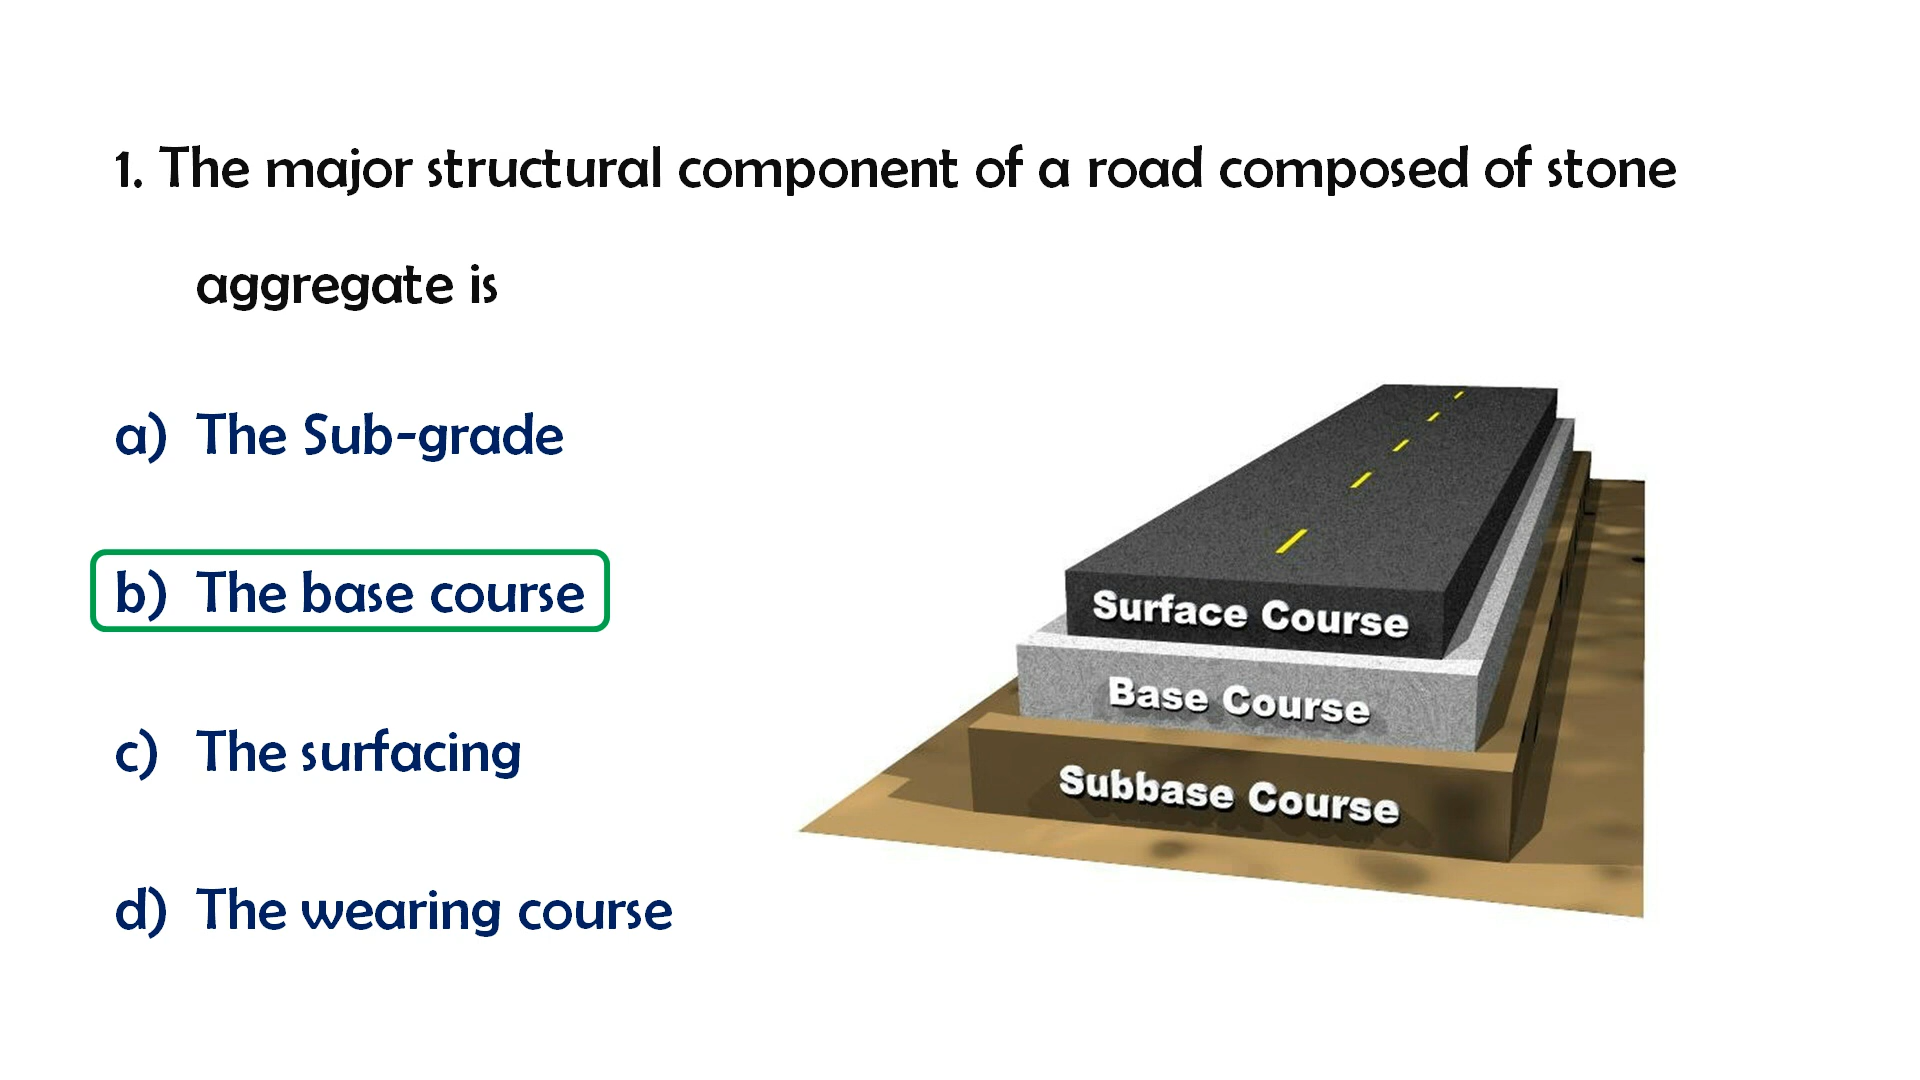 1. The major structural component of a road composed of stone
aggregate is
a) The Sub-grade
b) The base course
c) The surfacing
d) The wearing course
Surface Course
Base Course
Subbase Course